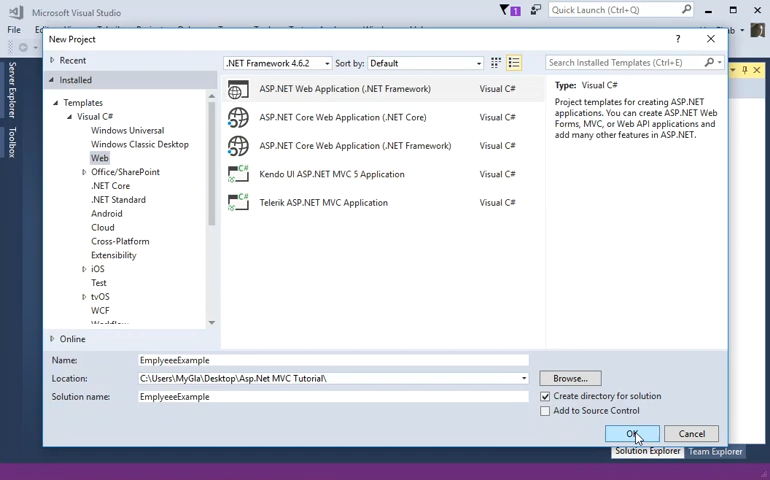 Microsoft Visual Studio
Quick Launch (Ctrl+Q)
1
File
New Project
?
Recent
.NET Framework 4.6.2
Sort by:
Default
Search Installed Templates (Ctrl+E)
Installed
Server Explorer
Toolbox
Templates
Visual C#
Windows Universal
Windows Classic Desktop
Web
Office/SharePoint
.NET Core
.NET Standard
Android
Cloud
Cross-Platform
Extensibility
iOS
Test
tvOS
WCF
Workflow
ASP.NET Web Application (.NET Framework) Visual C#
ASP.NET Core Web Application (.NET Core) Visual C#
ASP.NET Core Web Application (.NET Framework) Visual C#
Kendo UI ASP.NET MVC 5 Application Visual C#
Telerik ASP.NET MVC Application Visual C#
Type: Visual C#
Project templates for creating ASP.NET
applications. You can create ASP.NET Web
Forms, MVC, or Web API applications and
add many other features in ASP.NET.
Online
Name: EmplyeeeExample
Location: C:\Users\MyGla\Desktop\Asp.Net MVC Tutorial\
Browse...
Solution name: EmplyeeeExample
Create directory for solution
Add to Source Control
OK
Cancel
Solution Explorer
Team Explorer